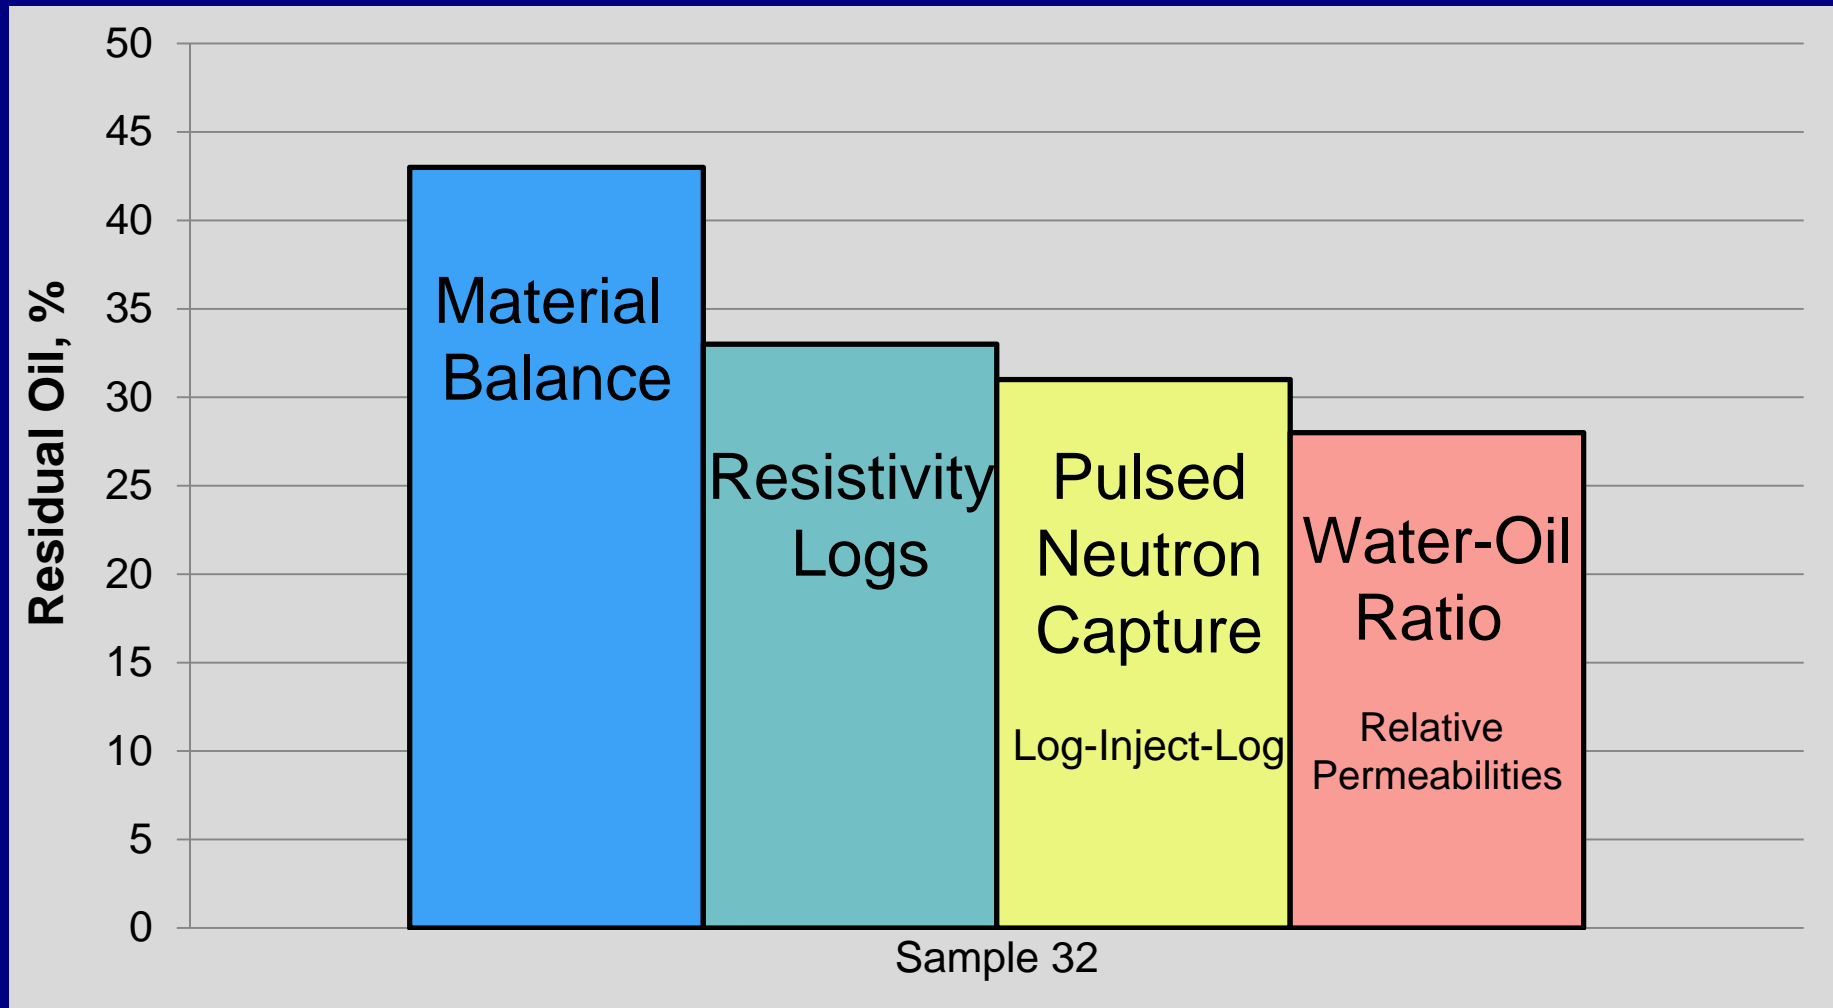 50
45
40
35
30
25
20
15
10
5
0
Residual Oil, %
Material
Balance
Resistivity
Logs
Pulsed
Neutron
Capture
Log-Inject-Log
Water-Oil
Ratio
Relative
Permeabilities
Sample 32